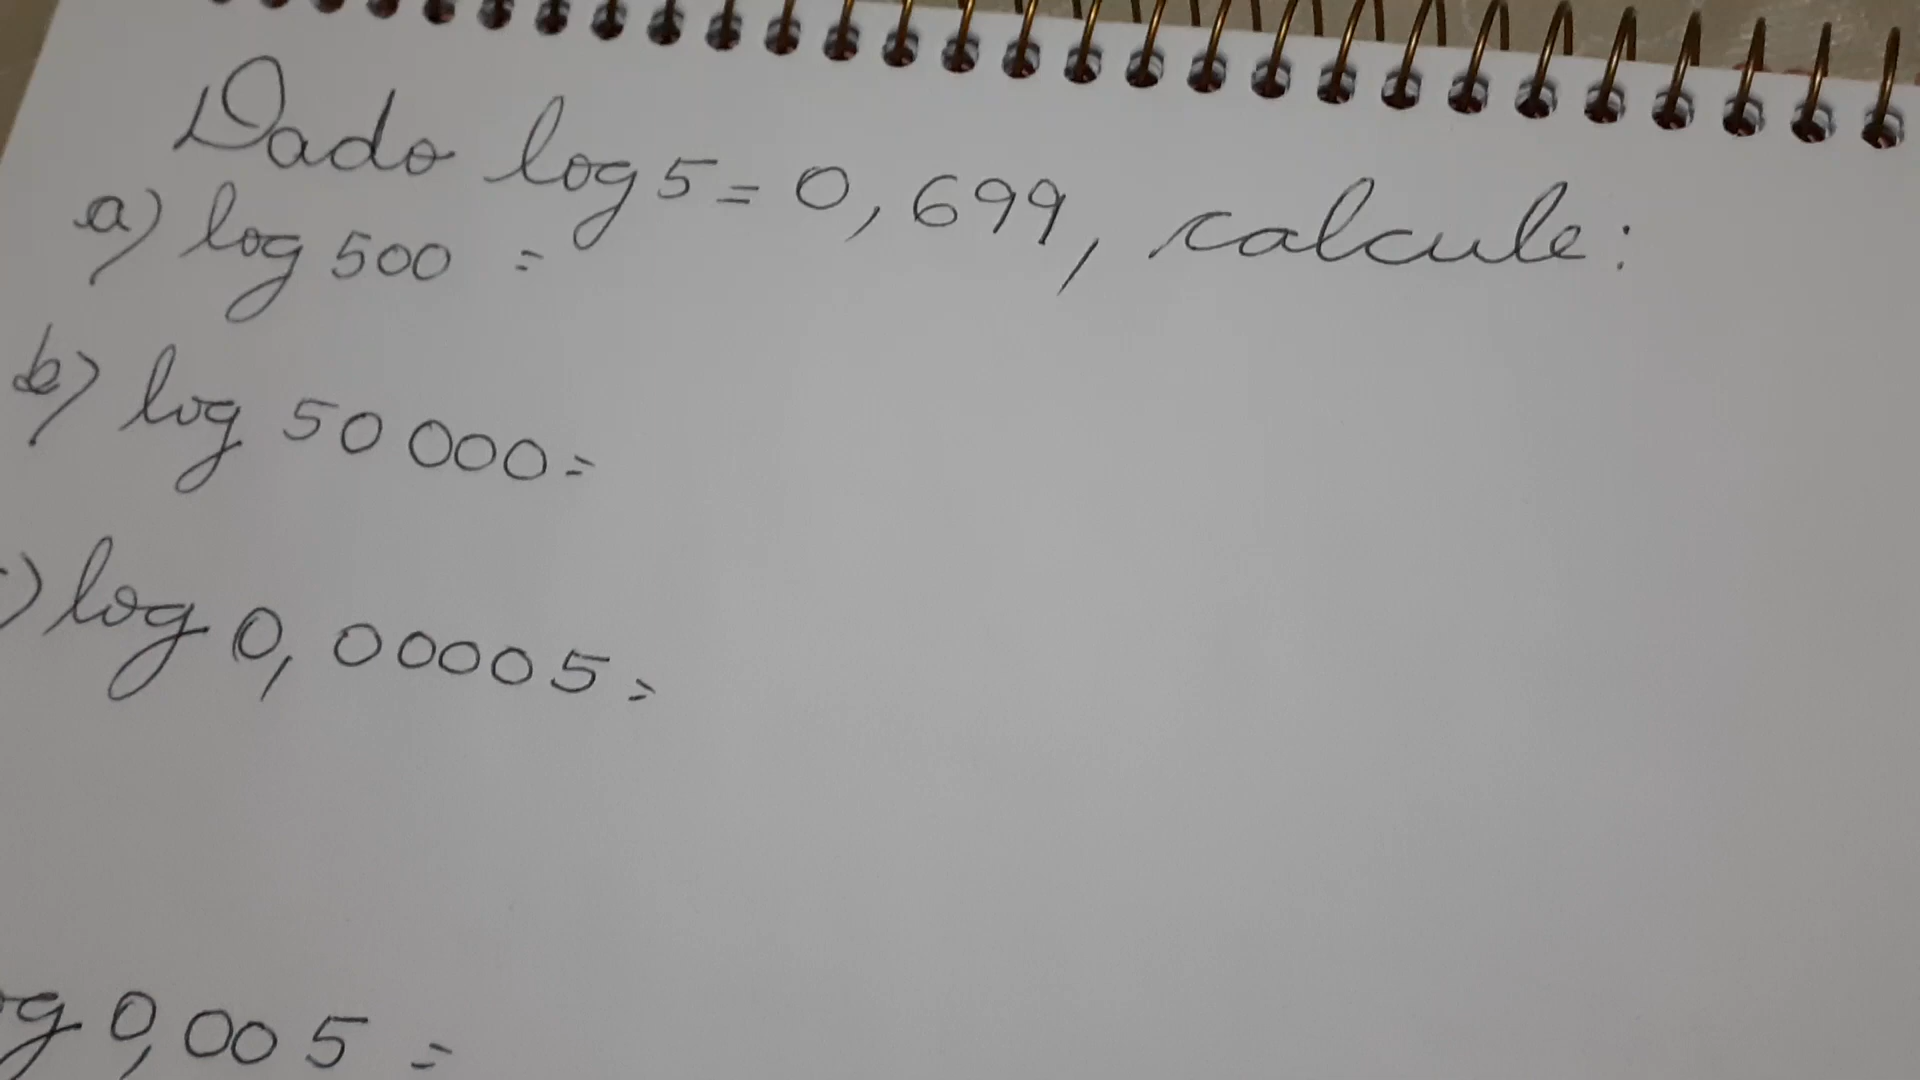 Dado log 5 = 0,699, calcule:
a) log 500 =
b) log 50 000 =
) log 0,00005 =
g 0,005 =